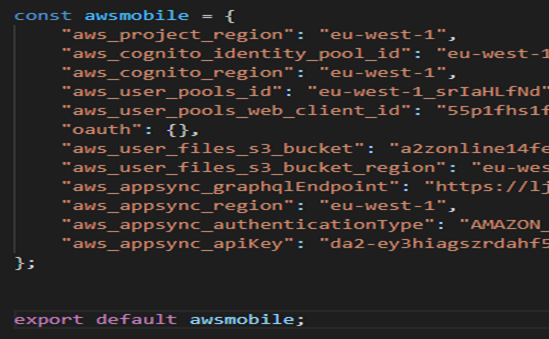 const awsmobile = {
"aws_project_region": "eu-west-1",
"aws_cognito_identity_pool_id": "eu-west-1
"aws_cognito_region": "eu-west-1",
"aws_user_pools_id": "eu-west-1_srIaHLfNd"
"aws_user_pools_web_client_id": "55p1fhs1f
"oauth": {},
"aws_user_files_s3_bucket": "a2zonline14fe
"aws_user_files_s3_bucket_region": "eu-wes
"aws_appsync_graphqlEndpoint": "https://lj
"aws_appsync_region": "eu-west-1",
"aws_appsync_authenticationType": "AMAZON_
"aws_appsync_apiKey": "da2-ey3hiagszrdahf5
};
export default awsmobile;